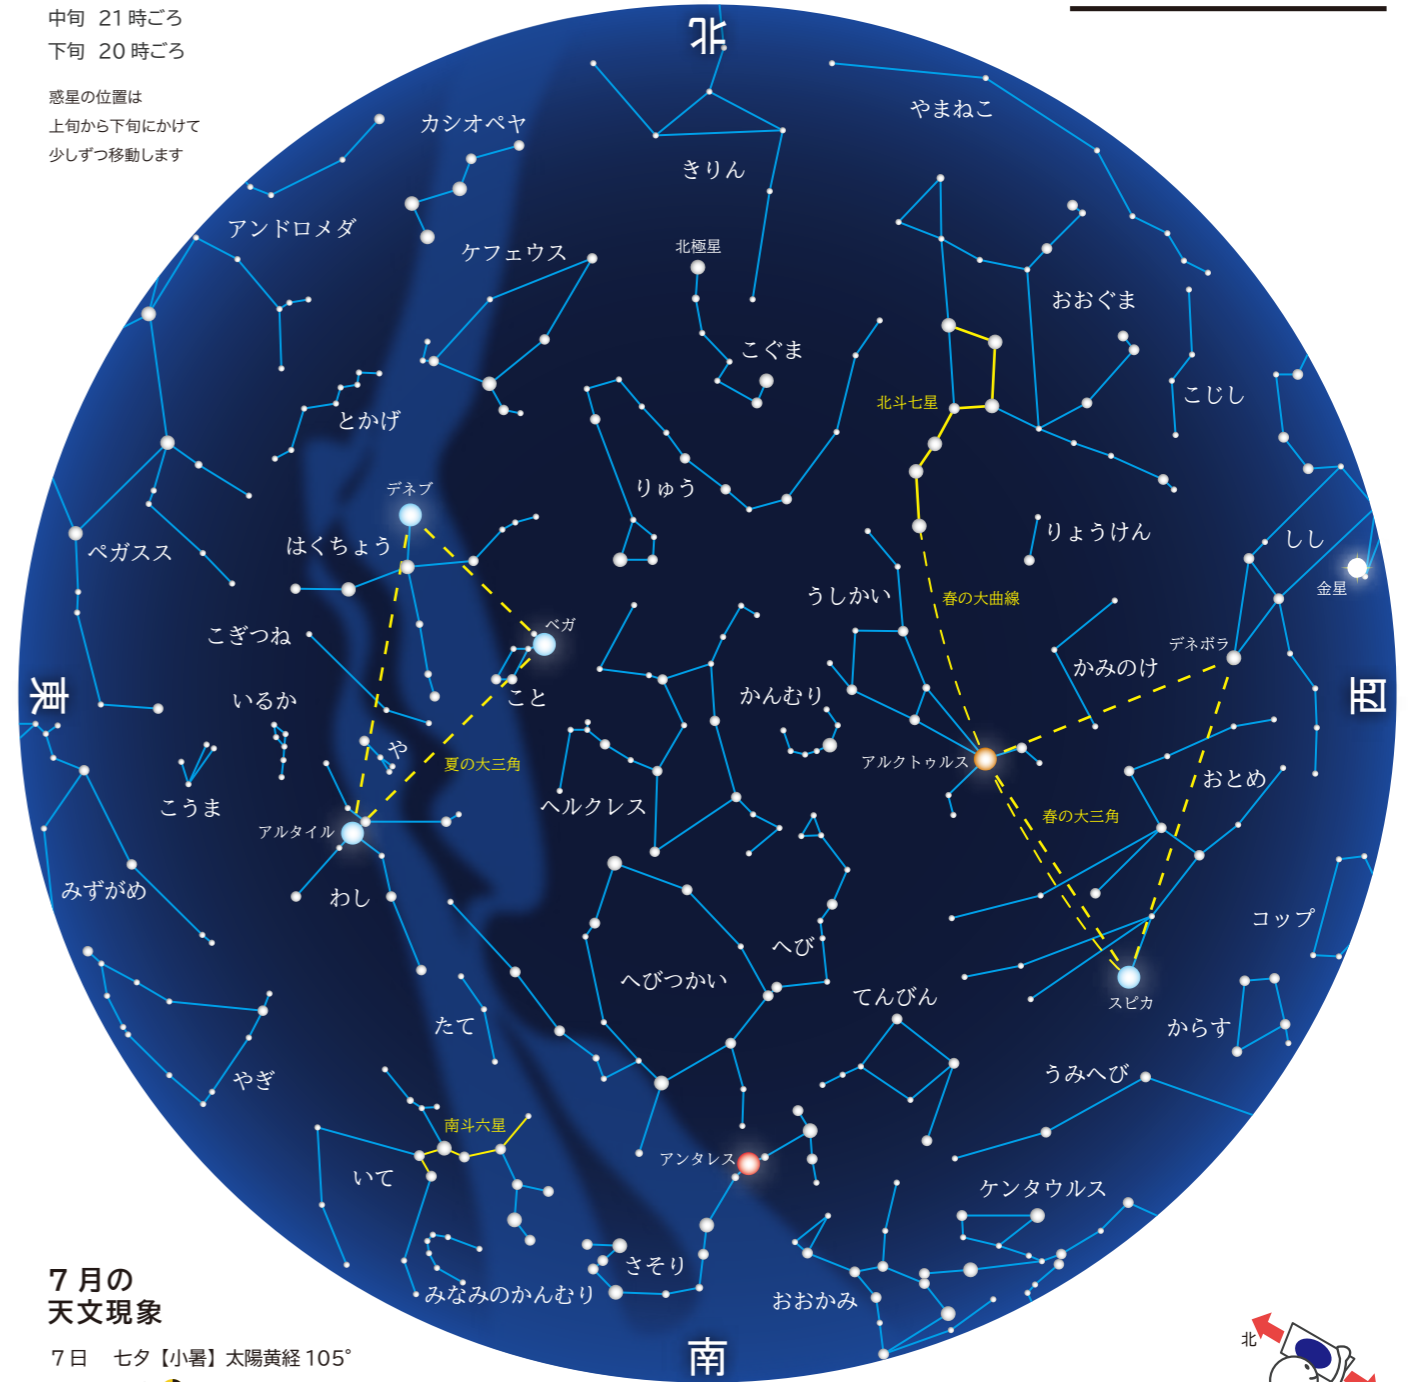 中旬 21時ごろ
下旬 20時ごろ
惑星の位置は
上旬から下旬にかけて
少しずつ移動します
北
カシオペヤ
やまねこ
きりん
アンドロメダ
ケフェウス
北極星
おおぐま
こぐま
北斗七星
こじし
とかげ
デネブ
りゅう
はくちょう
ペガスス
りょうけん
しし
金星
うしかい
春の大曲線
こぎつね
ベガ
デネボラ
かみのけ
東
いるか
こと
かんむり
西
や
夏の大三角
アルクトゥルス
おとめ
こうま
ヘルクレス
春の大三角
アルタイル
みずがめ
わし
コップ
へび
へびつかい
てんびん
スピカ
たて
からす
やぎ
うみへび
南斗六星
アンタレス
いて
ケンタウルス
さそり
みなみのかんむり
おおかみ
南
7月の
天文現象
7日 七夕【小暑】太陽黄経105°
北